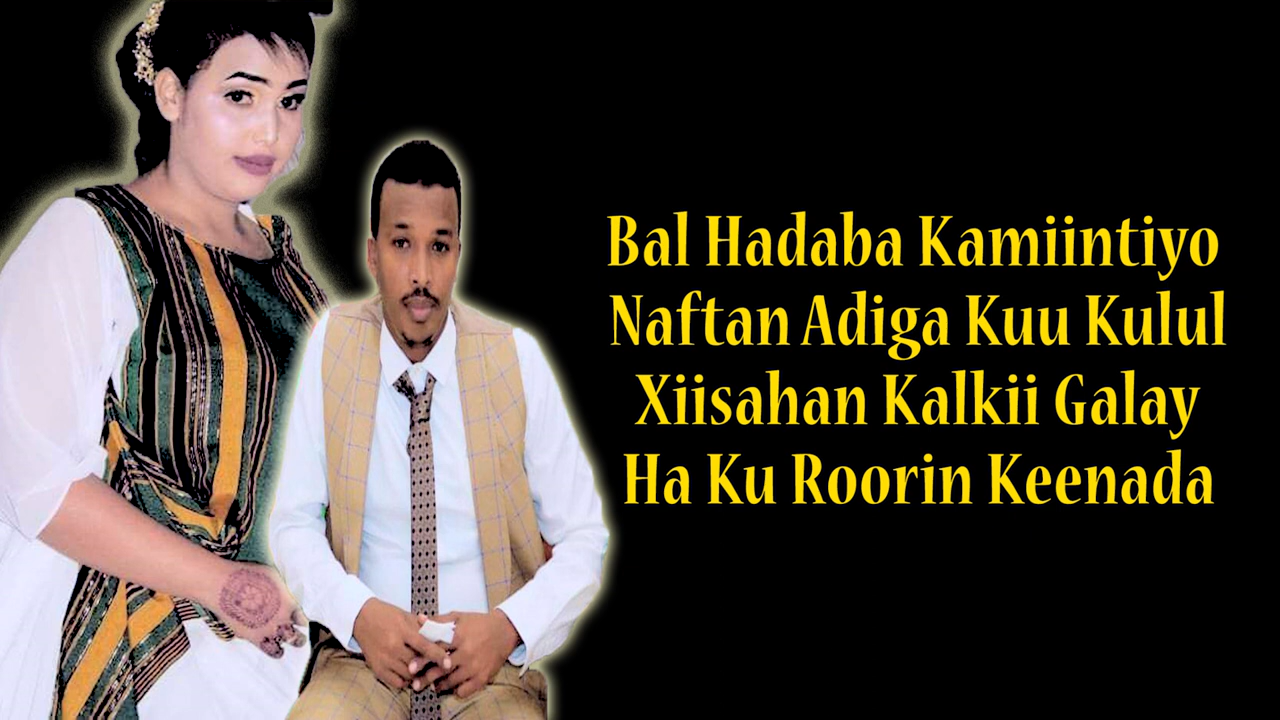 Bal Hadaba Kamiintiyo
Naftan Adiga Kuu Kulul
Xiisahan Kalkii Galay
Ha Ku Roorin Keenada